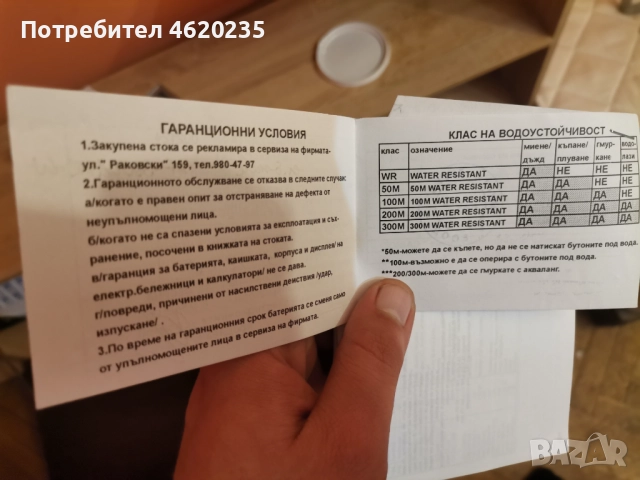 Потребител 4620235
ГАРАНЦИОННИ УСЛОВИЯ
1.Закупена стока се рекламира в сервиза на фирмата-
ул." Раковски" 159, тел.980-47-97
2.Гаранционното обслужване се отказва в следните случаи:
а/когато е правен опит за отстраняване на дефекта от
неупълномощени лица.
б/когато не са спазени условията за експлоатация и съх-
ранение, посочени в книжката на стоката.
в/гаранция за батерията, каишката, корпуса и дисплея/на
електр.бележници и калкулатори/ не се дава.
г/повреди, причинени от насилствени действия /удар,
изпускане/.
3.По време на гаранционния срок батерията се сменя само
от упълномощените лица в сервиза на фирмата.
КЛАС НА ВОДОУСТОЙЧИВОСТ
клас означение миене/дъжд къпане/плуване гмур-кане водо-лаза
WR WATER RESISTANT ДА НЕ НЕ НЕ
50M 50M WATER RESISTANT ДА ДА НЕ НЕ
100M 100M WATER RESISTANT ДА ДА ДА НЕ
200M 200M WATER RESISTANT ДА ДА ДА ДА
300M 300M WATER RESISTANT ДА ДА ДА ДА
*50м-можете да се къпете, но да не се натискат бутоните под вода.
**100м-възможно е да се оперира с бутоните под вода.
***200/300м-можете да се гмуркате с акваланг.
BAZAR